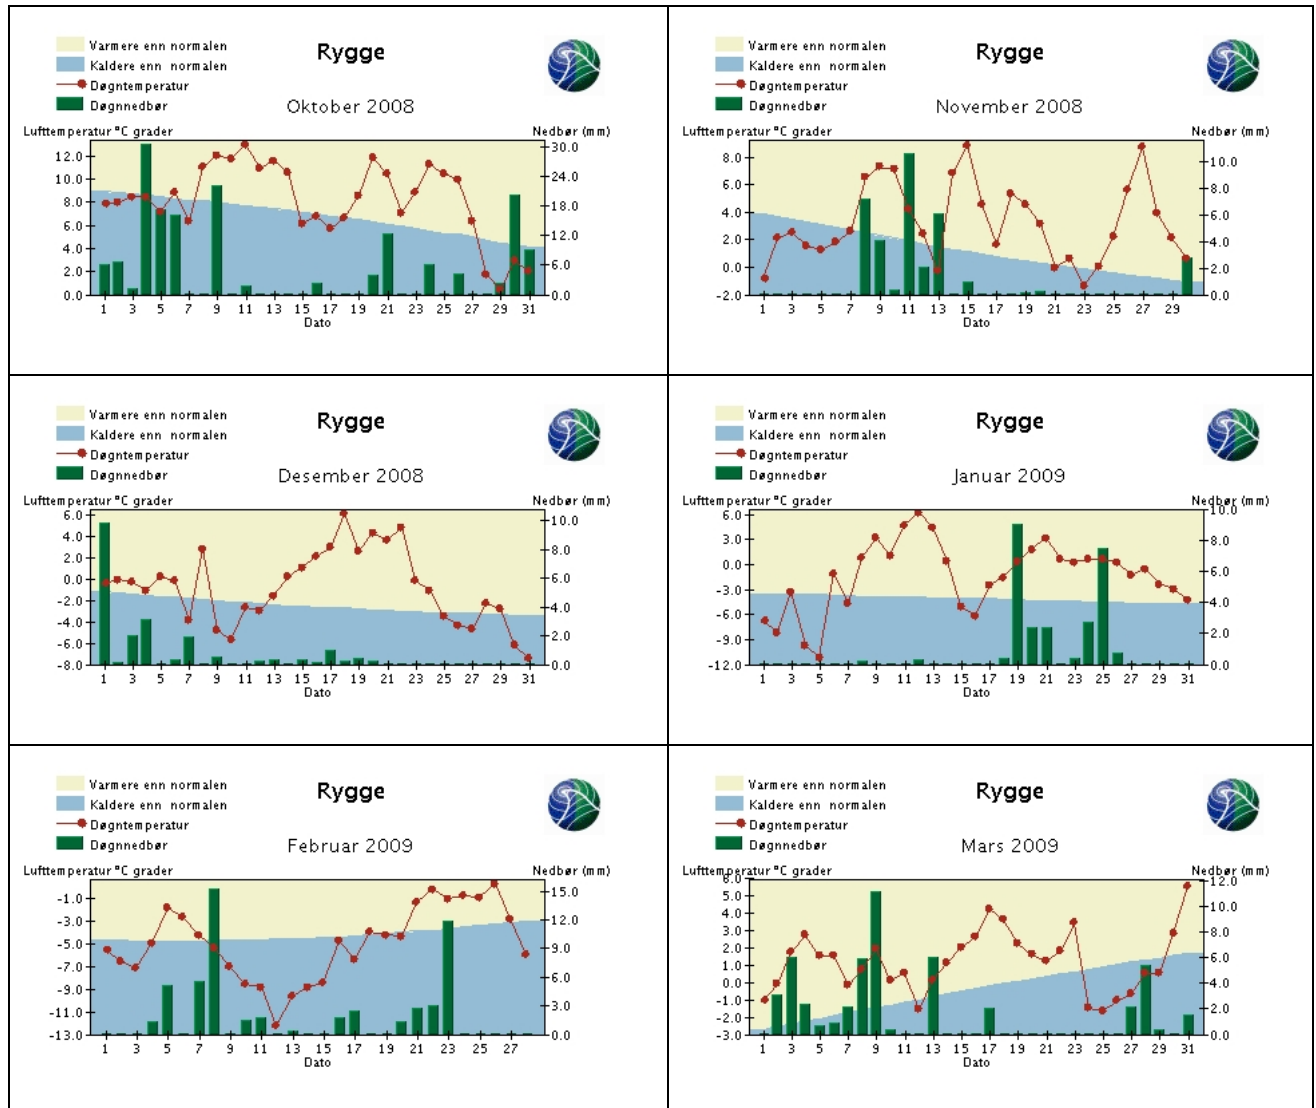 Varmere enn normalen
Kaldere enn normalen
Døgntemperatur
Døgnnedbør
Rygge
Oktober 2008
Lufttemperatur °C grader
Nedbør (mm)
12.0
10.0
8.0
6.0
4.0
2.0
0.0
30.0
24.0
18.0
12.0
6.0
0.0
1 3 5 7 9 11 13 15 17 19 21 23 25 27 29 31
Dato
Varmere enn normalen
Kaldere enn normalen
Døgntemperatur
Døgnnedbør
Rygge
November 2008
Lufttemperatur °C grader
Nedbør (mm)
8.0
6.0
4.0
2.0
0.0
-2.0
10.0
8.0
6.0
4.0
2.0
0.0
1 3 5 7 9 11 13 15 17 19 21 23 25 27 29
Dato
Varmere enn normalen
Kaldere enn normalen
Døgntemperatur
Døgnnedbør
Rygge
Desember 2008
Lufttemperatur °C grader
Nedbør (mm)
6.0
4.0
2.0
0.0
-2.0
-4.0
-6.0
-8.0
10.0
8.0
6.0
4.0
2.0
0.0
1 3 5 7 9 11 13 15 17 19 21 23 25 27 29 31
Dato
Varmere enn normalen
Kaldere enn normalen
Døgntemperatur
Døgnnedbør
Rygge
Januar 2009
Lufttemperatur °C grader
Nedbør (mm)
6.0
3.0
0.0
-3.0
-6.0
-9.0
-12.0
10.0
8.0
6.0
4.0
2.0
0.0
1 3 5 7 9 11 13 15 17 19 21 23 25 27 29 31
Dato
Varmere enn normalen
Kaldere enn normalen
Døgntemperatur
Døgnnedbør
Rygge
Februar 2009
Lufttemperatur °C grader
Nedbør (mm)
-1.0
-3.0
-5.0
-7.0
-9.0
-11.0
-13.0
15.0
12.0
9.0
6.0
3.0
0.0
1 3 5 7 9 11 13 15 17 19 21 23 25 27
Dato
Varmere enn normalen
Kaldere enn normalen
Døgntemperatur
Døgnnedbør
Rygge
Mars 2009
Lufttemperatur °C grader
Nedbør (mm)
6.0
5.0
4.0
3.0
2.0
1.0
0.0
-1.0
-2.0
-3.0
12.0
10.0
8.0
6.0
4.0
2.0
0.0
1 3 5 7 9 11 13 15 17 19 21 23 25 27 29 31
Dato